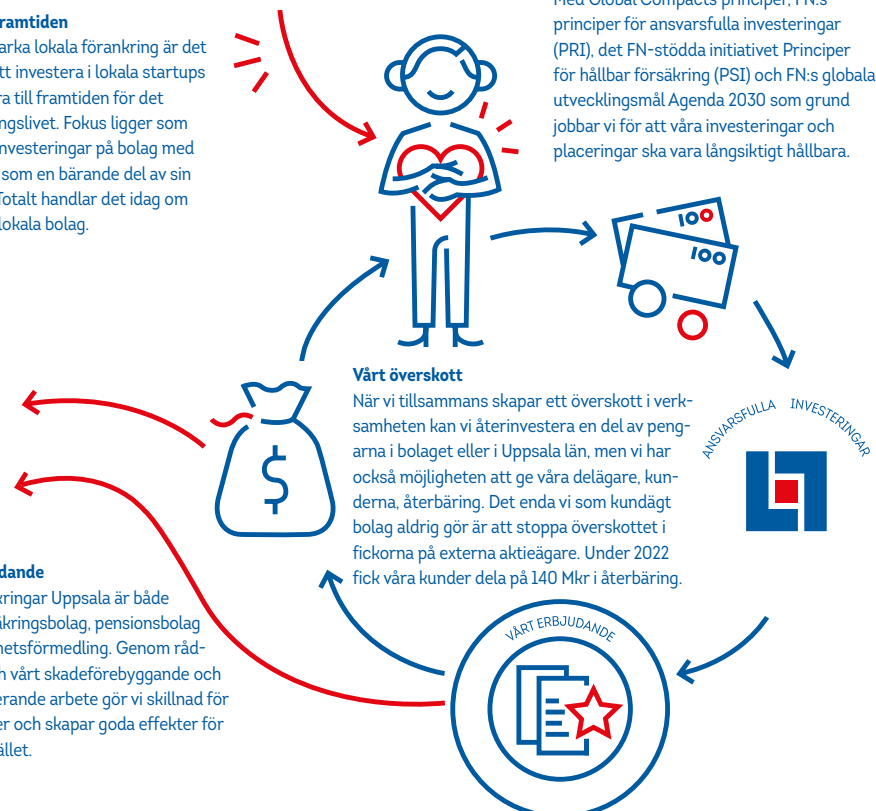 ramtiden
arka lokala förankring är det
tt investera i lokala startups
ra till framtiden för det
ngslivet. Fokus ligger som
nvesteringar på bolag med
som en bärande del av sin
Totalt handlar det idag om
lokala bolag.
Med Global Compacts principer, FN:s
principer för ansvarsfulla investeringar
(PRI), det FN-stödda initiativet Principer
för hållbar försäkring (PSI) och FN:s globala
utvecklingsmål Agenda 2030 som grund
jobbar vi för att våra investeringar och
placeringar ska vara långsiktigt hållbara.
100
100
Vårt överskott
När vi tillsammans skapar ett överskott i verk-
samheten kan vi återinvestera en del av peng-
arna i bolaget eller i Uppsala län, men vi har
också möjligheten att ge våra delägare, kun-
derna, återbäring. Det enda vi som kundägt
bolag aldrig gör är att stoppa överskottet i
fickorna på externa aktieägare. Under 2022
fick våra kunder dela på 140 Mkr i återbäring.
ANSVARSFULLA INVESTERINGAR
$
dande
kringar Uppsala är både
äkringsbolag, pensionsbolag
hetsförmedling. Genom råd-
ch vårt skadeförebyggande och
erande arbete gör vi skillnad för
er och skapar goda effekter för
ället.
VÅRT ERBJUDANDE